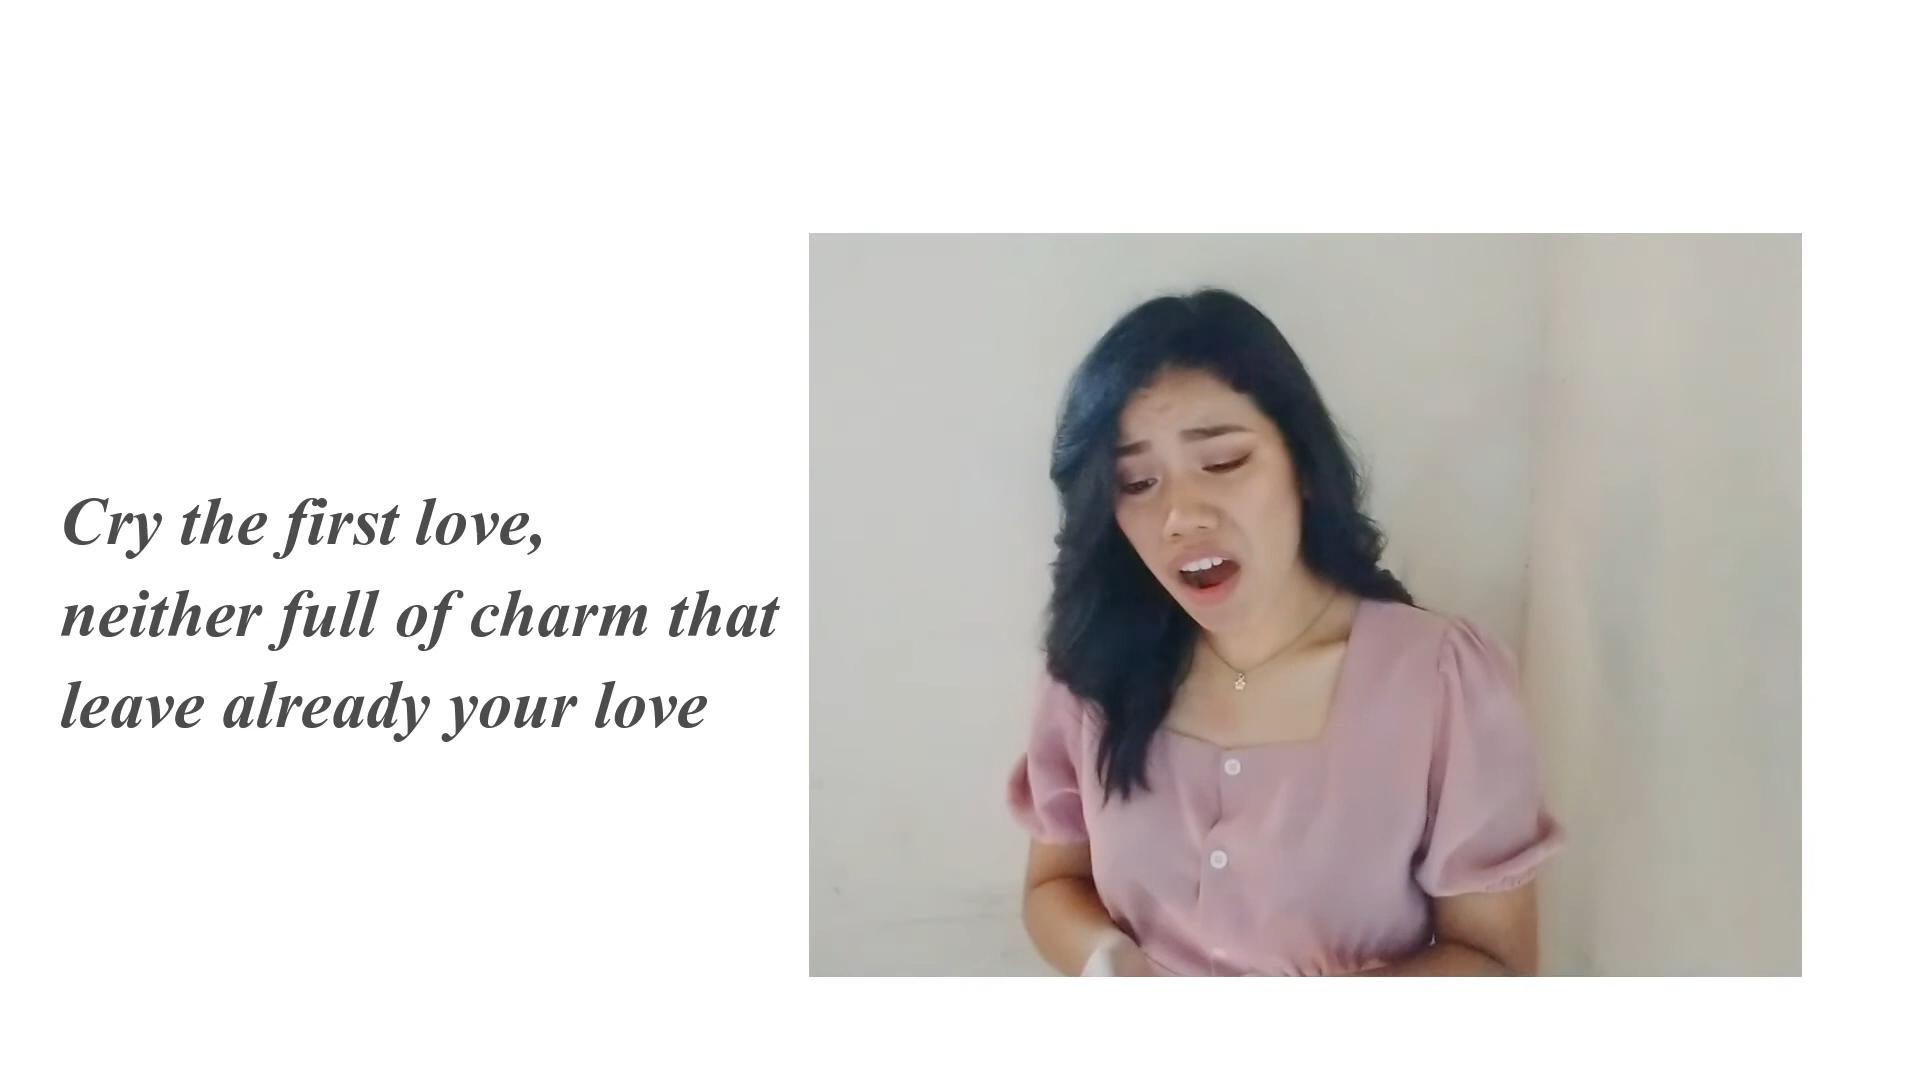 Cry the first love,
neither full of charm that
leave already your love